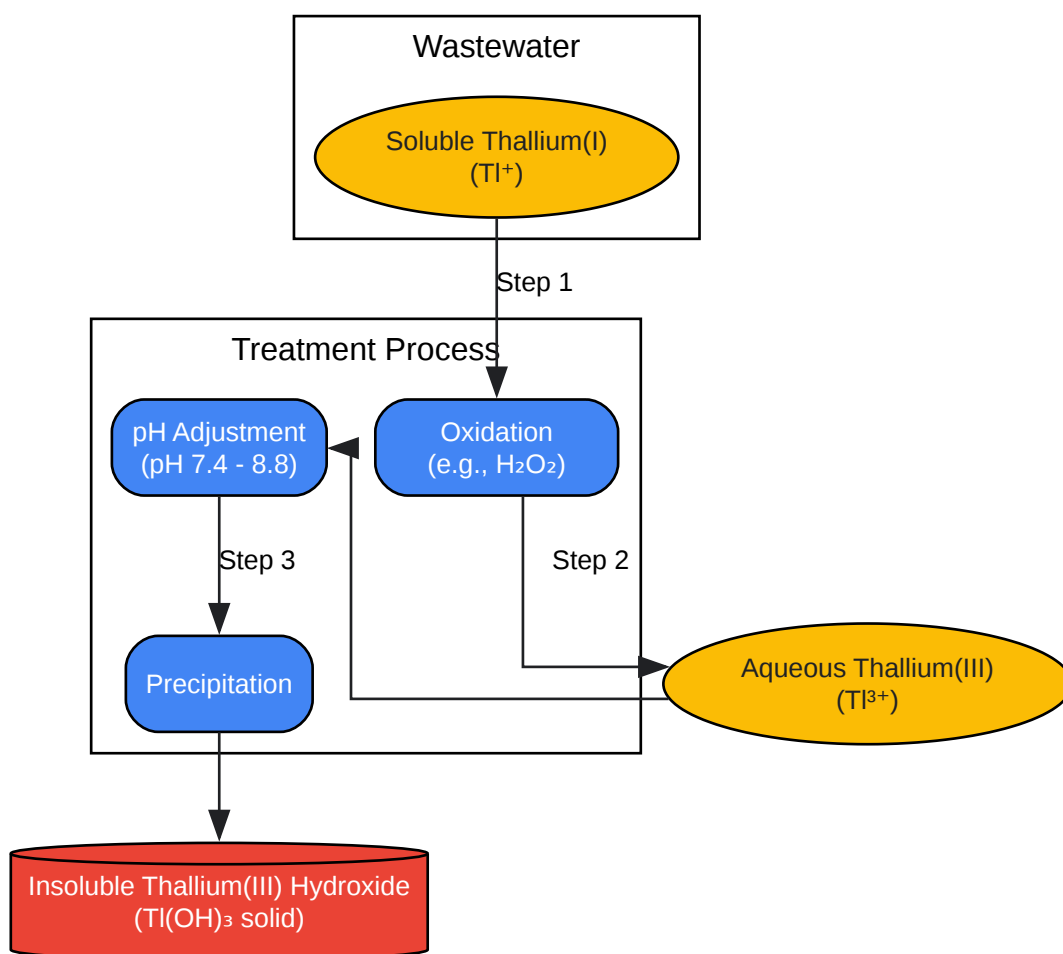 Wastewater
Soluble Thallium(I)
(Tl⁺)
Step 1
Treatment Process
pH Adjustment
(pH 7.4 - 8.8)
Oxidation
(e.g., H₂O₂)
Step 3
Step 2
Precipitation
Aqueous Thallium(III)
(Tl³⁺)
Insoluble Thallium(III) Hydroxide
(Tl(OH)₃ solid)